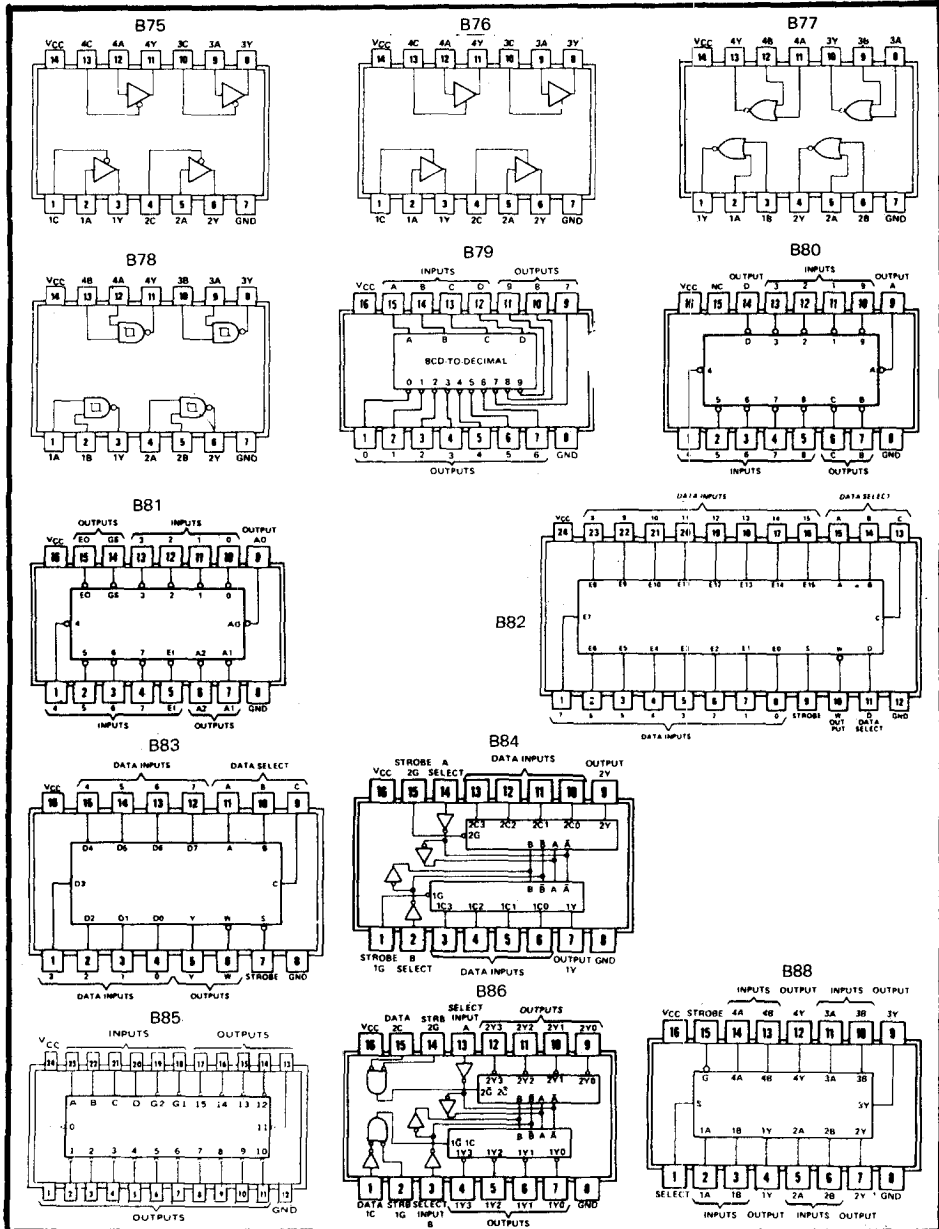 B75
VCC 4C 4A 4Y 3C 3A 3Y
14 13 12 11 10 9 8
1 2 3 4 5 6 7
1C 1A 1Y 2C 2A 2Y GND
B76
VCC 4C 4A 4Y 3C 3A 3Y
14 13 12 11 10 9 8
1 2 3 4 5 6 7
1C 1A 1Y 2C 2A 2Y GND
B77
VCC 4Y 4B 4A 3Y 3B 3A
14 13 12 11 10 9 8
1 2 3 4 5 6 7
1Y 1A 1B 2Y 2A 2B GND
B78
VCC 4B 4A 4Y 3B 3A 3Y
14 13 12 11 10 9 8
1 2 3 4 5 6 7
1A 1B 1Y 2A 2B 2Y GND
B79
INPUTS OUTPUTS
VCC A B C D 9 8 7
16 15 14 13 12 11 10 9
A B C D
BCD-TO-DECIMAL
0 1 2 3 4 5 6 7 8 9
1 2 3 4 5 6 7 8
0 1 2 3 4 5 6 GND
OUTPUTS
B80
OUTPUT INPUTS OUTPUT
VCC NC D 3 2 1 9 A
15 14 13 12 11 10 9
D 3 2 1 9
4 A
5 6 7 8 C B
1 2 3 4 5 6 7 8
4 5 6 7 8 C B GND
INPUTS OUTPUTS
B81
OUTPUTS INPUTS OUTPUT
VCC EO GS 3 2 1 0 A0
16 15 14 13 12 11 10 9
EO GS 3 2 1 0
4 A0
5 6 7 E1 A2 A1
1 2 3 4 5 6 7 8
4 5 6 7 E1 A2 A1 GND
INPUTS OUTPUTS
B82
DATA INPUTS DATA SELECT
VCC 8 9 10 11 12 13 14 15 A B C
24 23 22 21 20 19 18 17 16 15 14 13
E8 E9 E10 E11 E12 E13 E14 E15 A B
E7 C
E6 E5 E4 E3 E2 E1 E0 S W D
1 2 3 4 5 6 7 8 9 10 11 12
7 6 5 4 3 2 1 0 STROBE W D GND
OUT PUT DATA SELECT
DATA INPUTS
B83
DATA INPUTS DATA SELECT
VCC 4 5 6 7 A B C
16 15 14 13 12 11 10 9
D4 D5 D6 D7 A B
D3 C
D2 D1 D0 Y W S
1 2 3 4 5 6 7 8
3 2 1 0 Y W STROBE GND
DATA INPUTS OUTPUTS
B84
STROBE A DATA INPUTS OUTPUT
VCC 2G SELECT 2Y
16 15 14 13 12 11 10 9
2C3 2C2 2C1 2C0 2Y
2G
B B̅ A A̅
B B̅ A A̅
1G
1C3 1C2 1C1 1C0 1Y
1 2 3 4 5 6 7 8
STROBE B OUTPUT GND
1G SELECT DATA INPUTS 1Y
B85
INPUTS OUTPUTS
VCC
24 23 22 21 20 19 18 17 16 15 14 13
A B C D G2 G1 15 14 13 12
0 11
1 2 3 4 5 6 7 8 9 10
1 2 3 4 5 6 7 8 9 10 11 12
OUTPUTS GND
B86
DATA STRB SELECT INPUT OUTPUTS
VCC 2C 2G A 2Y3 2Y2 2Y1 2Y0
16 15 14 13 12 11 10 9
2Y3 2Y2 2Y1 2Y0
2G 2C
B B̅ A A̅
B B̅ A A̅
1G 1C
1Y3 1Y2 1Y1 1Y0
1 2 3 4 5 6 7 8
DATA STRB SELECT 1Y3 1Y2 1Y1 1Y0 GND
1C 1G INPUT B OUTPUTS
B88
INPUTS OUTPUT INPUTS OUTPUT
VCC STROBE 4A 4B 4Y 3A 3B 3Y
16 15 14 13 12 11 10 9
G 4A 4B 4Y 3A 3B
S 3Y
1A 1B 1Y 2A 2B 2Y
1 2 3 4 5 6 7 8
SELECT 1A 1B 1Y 2A 2B 2Y GND
INPUTS OUTPUT INPUTS OUTPUT